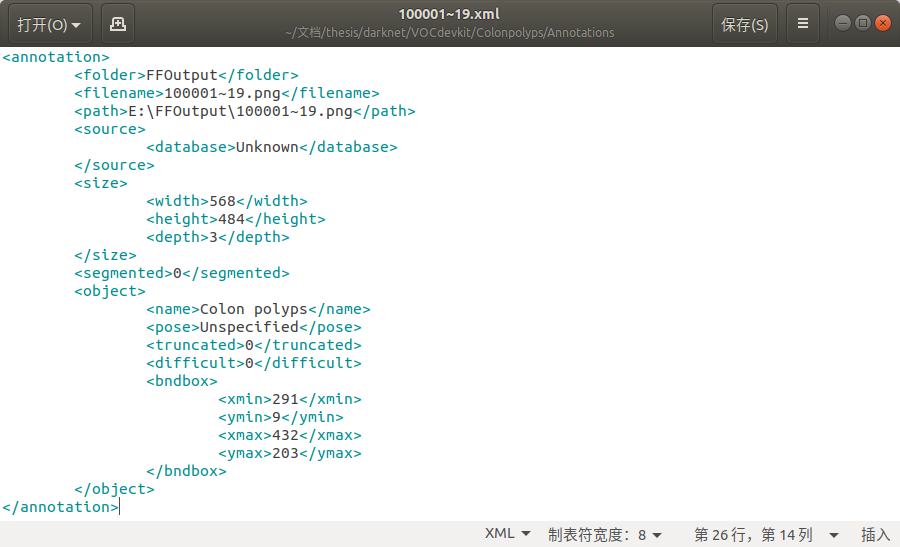 打开(O)
100001~19.xml
~/文档/thesis/darknet/VOCdevkit/Colonpolyps/Annotations
保存(S)
<annotation>
<folder>FFOutput</folder>
<filename>100001~19.png</filename>
<path>E:\FFOutput\100001~19.png</path>
<source>
<database>Unknown</database>
</source>
<size>
<width>568</width>
<height>484</height>
<depth>3</depth>
</size>
<segmented>0</segmented>
<object>
<name>Colon polyps</name>
<pose>Unspecified</pose>
<truncated>0</truncated>
<difficult>0</difficult>
<bndbox>
<xmin>291</xmin>
<ymin>9</ymin>
<xmax>432</xmax>
<ymax>203</ymax>
</bndbox>
</object>
</annotation>
XML 制表符宽度：8 第 26 行，第 14 列 插入